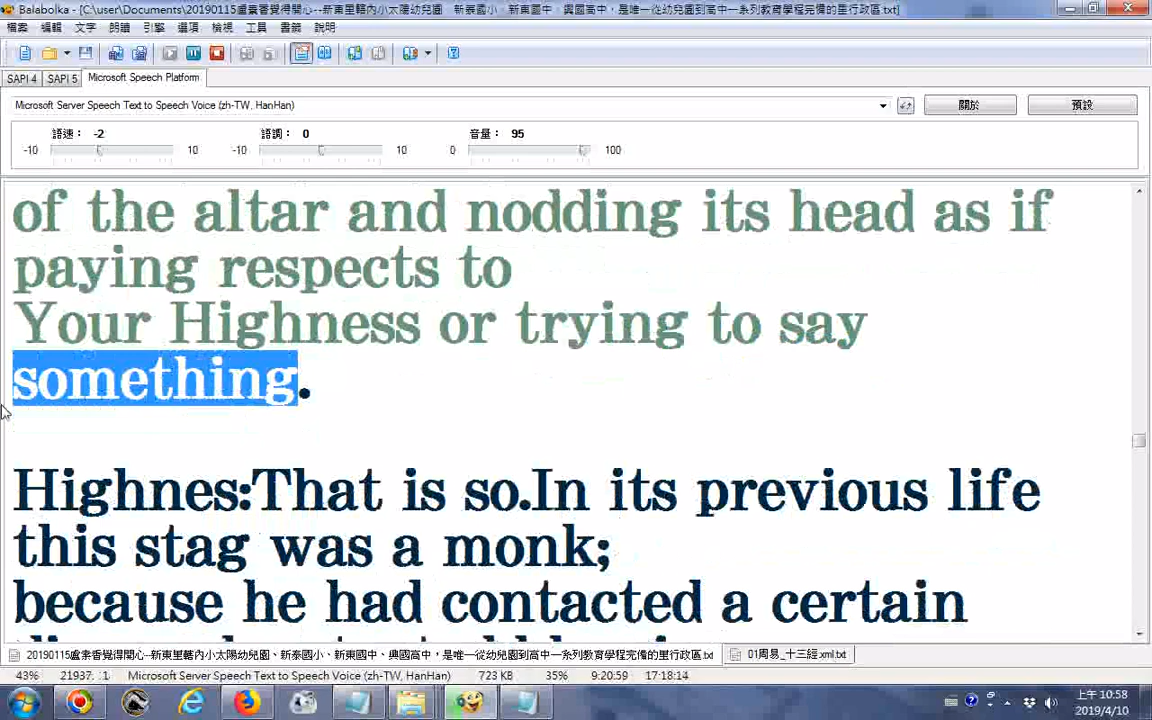 Balabolka - [C:\user\Documents\20190115盧素香覺得開心--新東里轄內小太陽幼兒園、新泰國小、新東國中、興國高中，是唯一從幼兒園到高中一系列教育學程完備的里行政區.txt]
檔案 編輯 文字 朗讀 引擎 選項 檢視 工具 書籤 說明
SAPI 4 SAPI 5 Microsoft Speech Platform
Microsoft Server Speech Text to Speech Voice (zh-TW, HanHan) 關於 預設
語速： -2 語調： 0 音量： 95
-10 10 -10 10 0 100
of the altar and nodding its head as if
paying respects to
Your Highness or trying to say
something.
Highnes:That is so.In its previous life
this stag was a monk;
because he had contacted a certain
20190115盧素香覺得開心--新東里轄內小太陽幼兒園、新泰國小、新東國中、興國高中，是唯一從幼兒園到高中一系列教育學程完備的里行政區.txt 01周易_十三經.xml.txt
43% 21937: 1 Microsoft Server Speech Text to Speech Voice (zh-TW, HanHan) 723 KB 35% 9:20:59 17:18:14
上午 10:58
2019/4/10